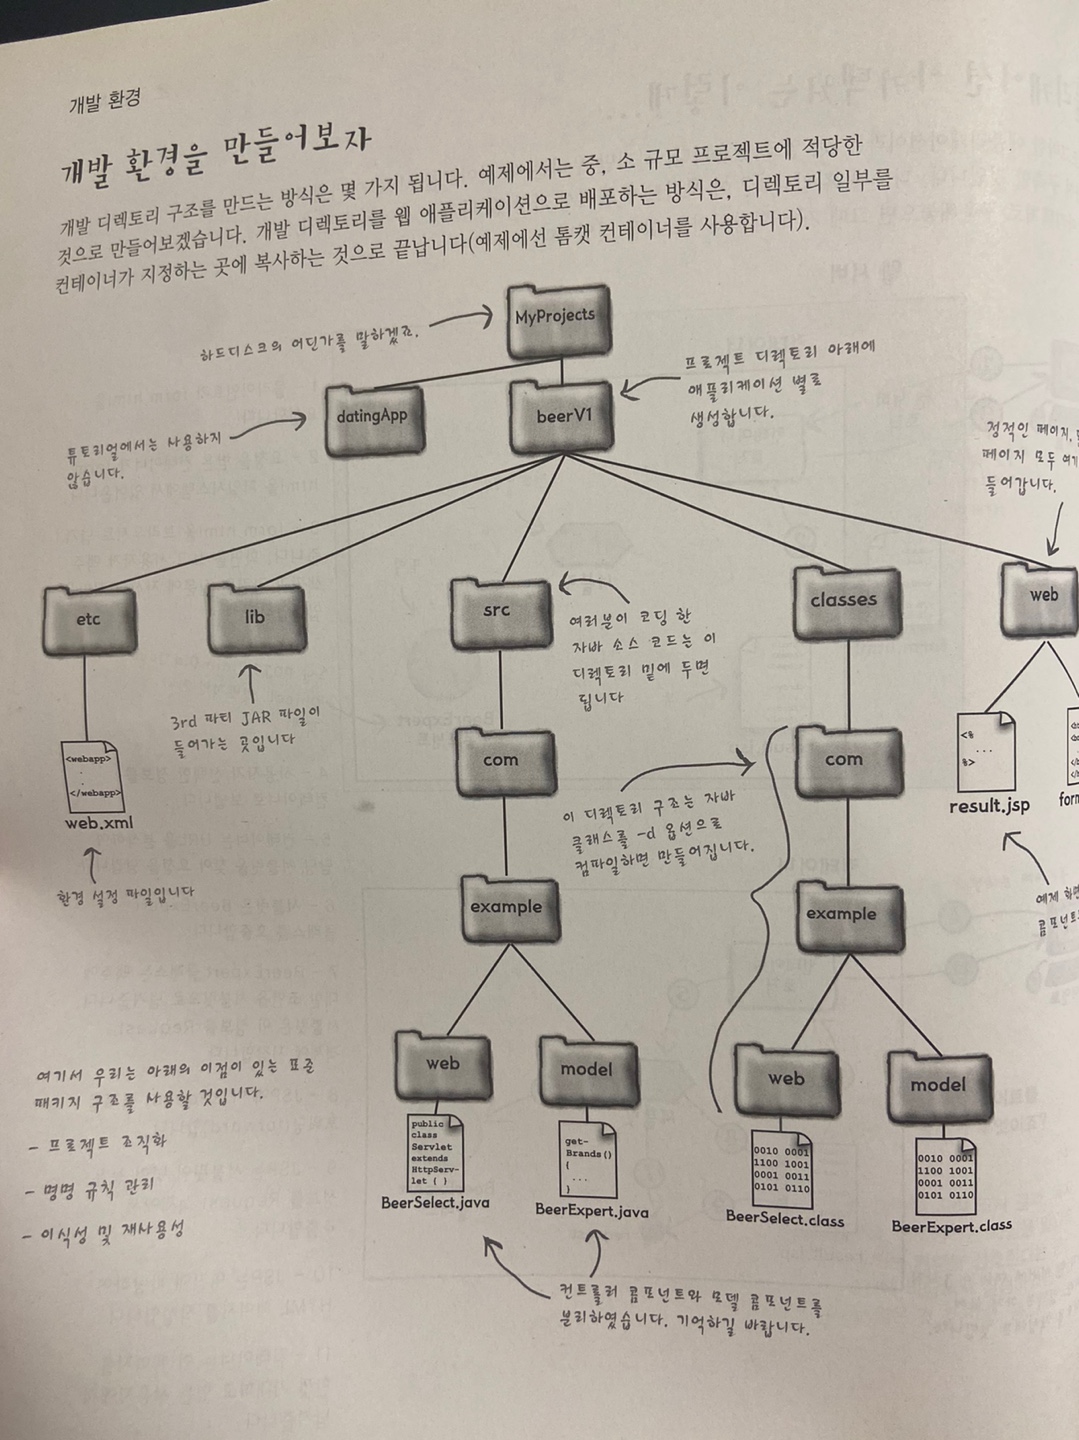 개발 환경
개발 환경을 만들어보자
개발 디렉토리 구조를 만드는 방식은 몇 가지 됩니다. 예제에서는 중, 소 규모 프로젝트에 적당한
것으로 만들어보겠습니다. 개발 디렉토리를 웹 애플리케이션으로 배포하는 방식은, 디렉토리 일부를
컨테이너가 지정하는 곳에 복사하는 것으로 끝납니다(예제에선 톰캣 컨테이너를 사용합니다).
MyProjects
하드디스크의 어딘가를 말하겠죠.
프로젝트 디렉토리 아래에
애플리케이션 별로
생성합니다.
datingApp
beerV1
튜토리얼에서는 사용하지
않습니다.
정적인 페이지,
페이지 모두 여기
들어갑니다.
etc
lib
src
classes
web
여러분이 코딩 한
자바 소스 코드는 이
디렉토리 밑에 두면
됩니다
3rd 파티 JAR 파일이
들어가는 곳입니다
<webapp>
.
.
</webapp>
web.xml
환경 설정 파일입니다
com
com
<%
...
%>
result.jsp
이 디렉토리 구조는 자바
클래스를 -d 옵션으로
컴파일하면 만들어집니다.
example
example
web
model
web
model
여기서 우리는 아래의 이점이 있는 표준
패키지 구조를 사용할 것입니다.
- 프로젝트 조직화
- 명명 규칙 관리
- 이식성 및 재사용성
public
class
Servlet
extends
HttpServ-
let { }
BeerSelect.java
get-
Brands()
{
...
}
BeerExpert.java
0010 0001
1100 1001
0001 0011
0101 0110
BeerSelect.class
0010 0001
1100 1001
0001 0011
0101 0110
BeerExpert.class
컨트롤러 콤포넌트와 모델 콤포넌트를
분리하였습니다. 기억하길 바랍니다.